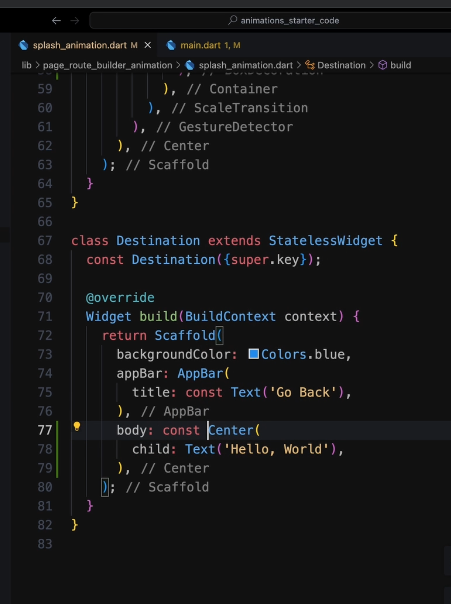 animations_starter_code
splash_animation.dart M × main.dart 1, M
lib > page_route_builder_animation > splash_animation.dart > Destination > build
58 ), // BoxDecoration
59 ), // Container
60 ), // ScaleTransition
61 ), // GestureDetector
62 ), // Center
63 ); // Scaffold
64 }
65 }
66
67 class Destination extends StatelessWidget {
68 const Destination({super.key});
69
70 @override
71 Widget build(BuildContext context) {
72 return Scaffold(
73 backgroundColor: Colors.blue,
74 appBar: AppBar(
75 title: const Text('Go Back'),
76 ), // AppBar
77 body: const Center(
78 child: Text('Hello, World'),
79 ), // Center
80 ); // Scaffold
81 }
82 }
83